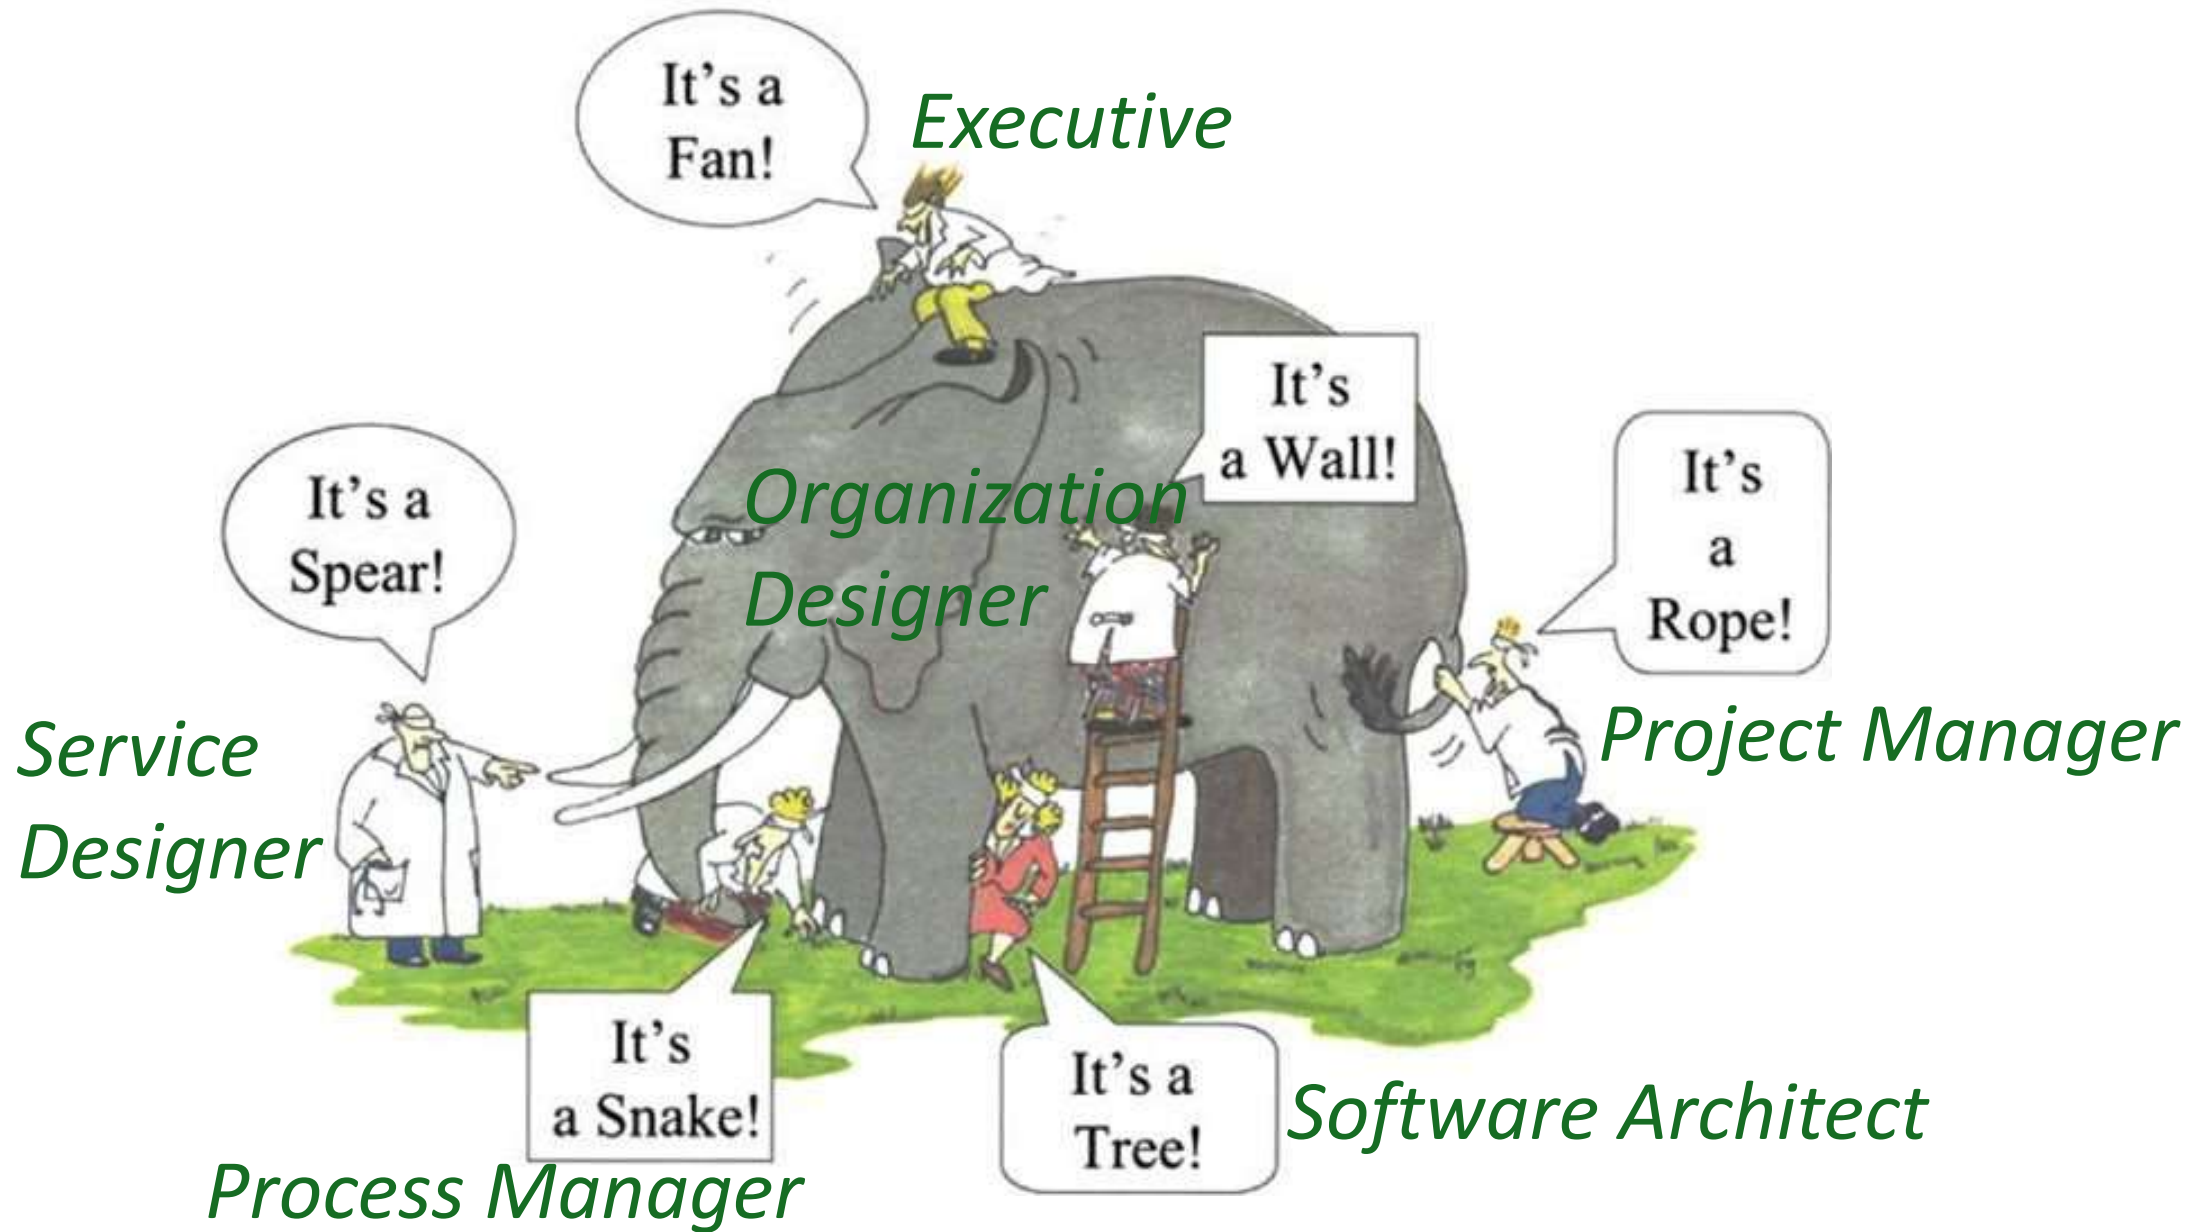 It's a
Fan!
Executive
It's
a Wall!
Organization
Designer
It's a
Spear!
It's
a
Rope!
Service
Designer
Project Manager
It's
a Snake!
Process Manager
It's a
Tree!
Software Architect